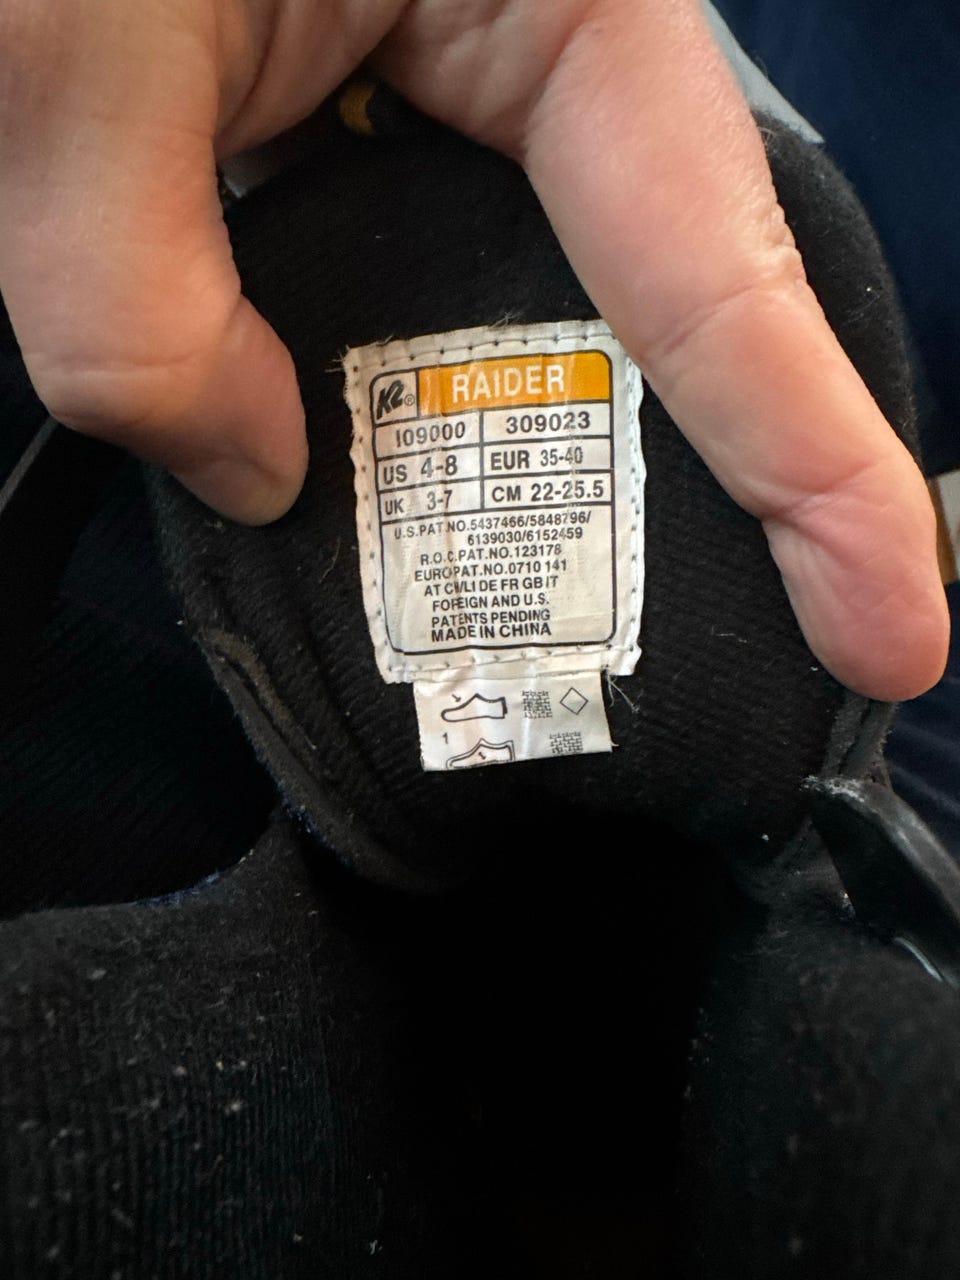 K2® RAIDER
I09000 309023
US 4-8 EUR 35-40
UK 3-7 CM 22-25.5
U.S.PAT.NO.5437466/5848796/
6139030/6152459
R.O.C.PAT.NO.123178
EUROPAT.NO.0710 141
AT CH/LI DE FR GB IT
FOREIGN AND U.S.
PATENTS PENDING
MADE IN CHINA
1